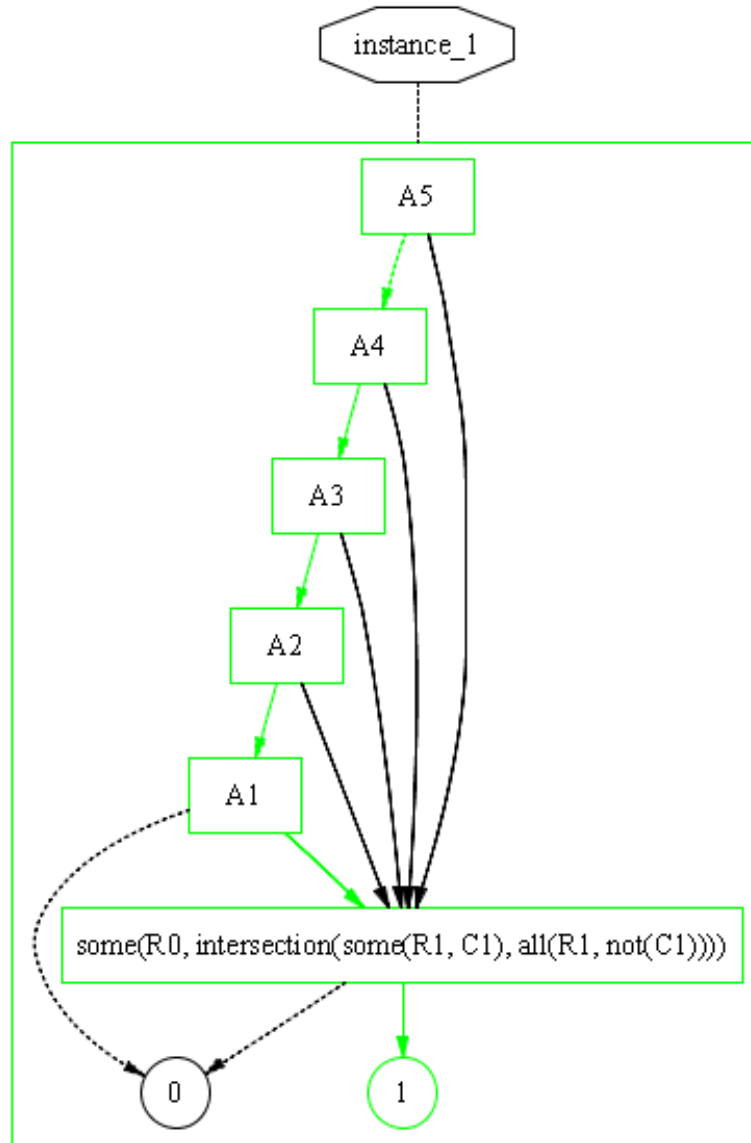 instance_1
A5
A4
A3
A2
A1
some(R0, intersection(some(R1, C1), all(R1, not(C1))))
0
1